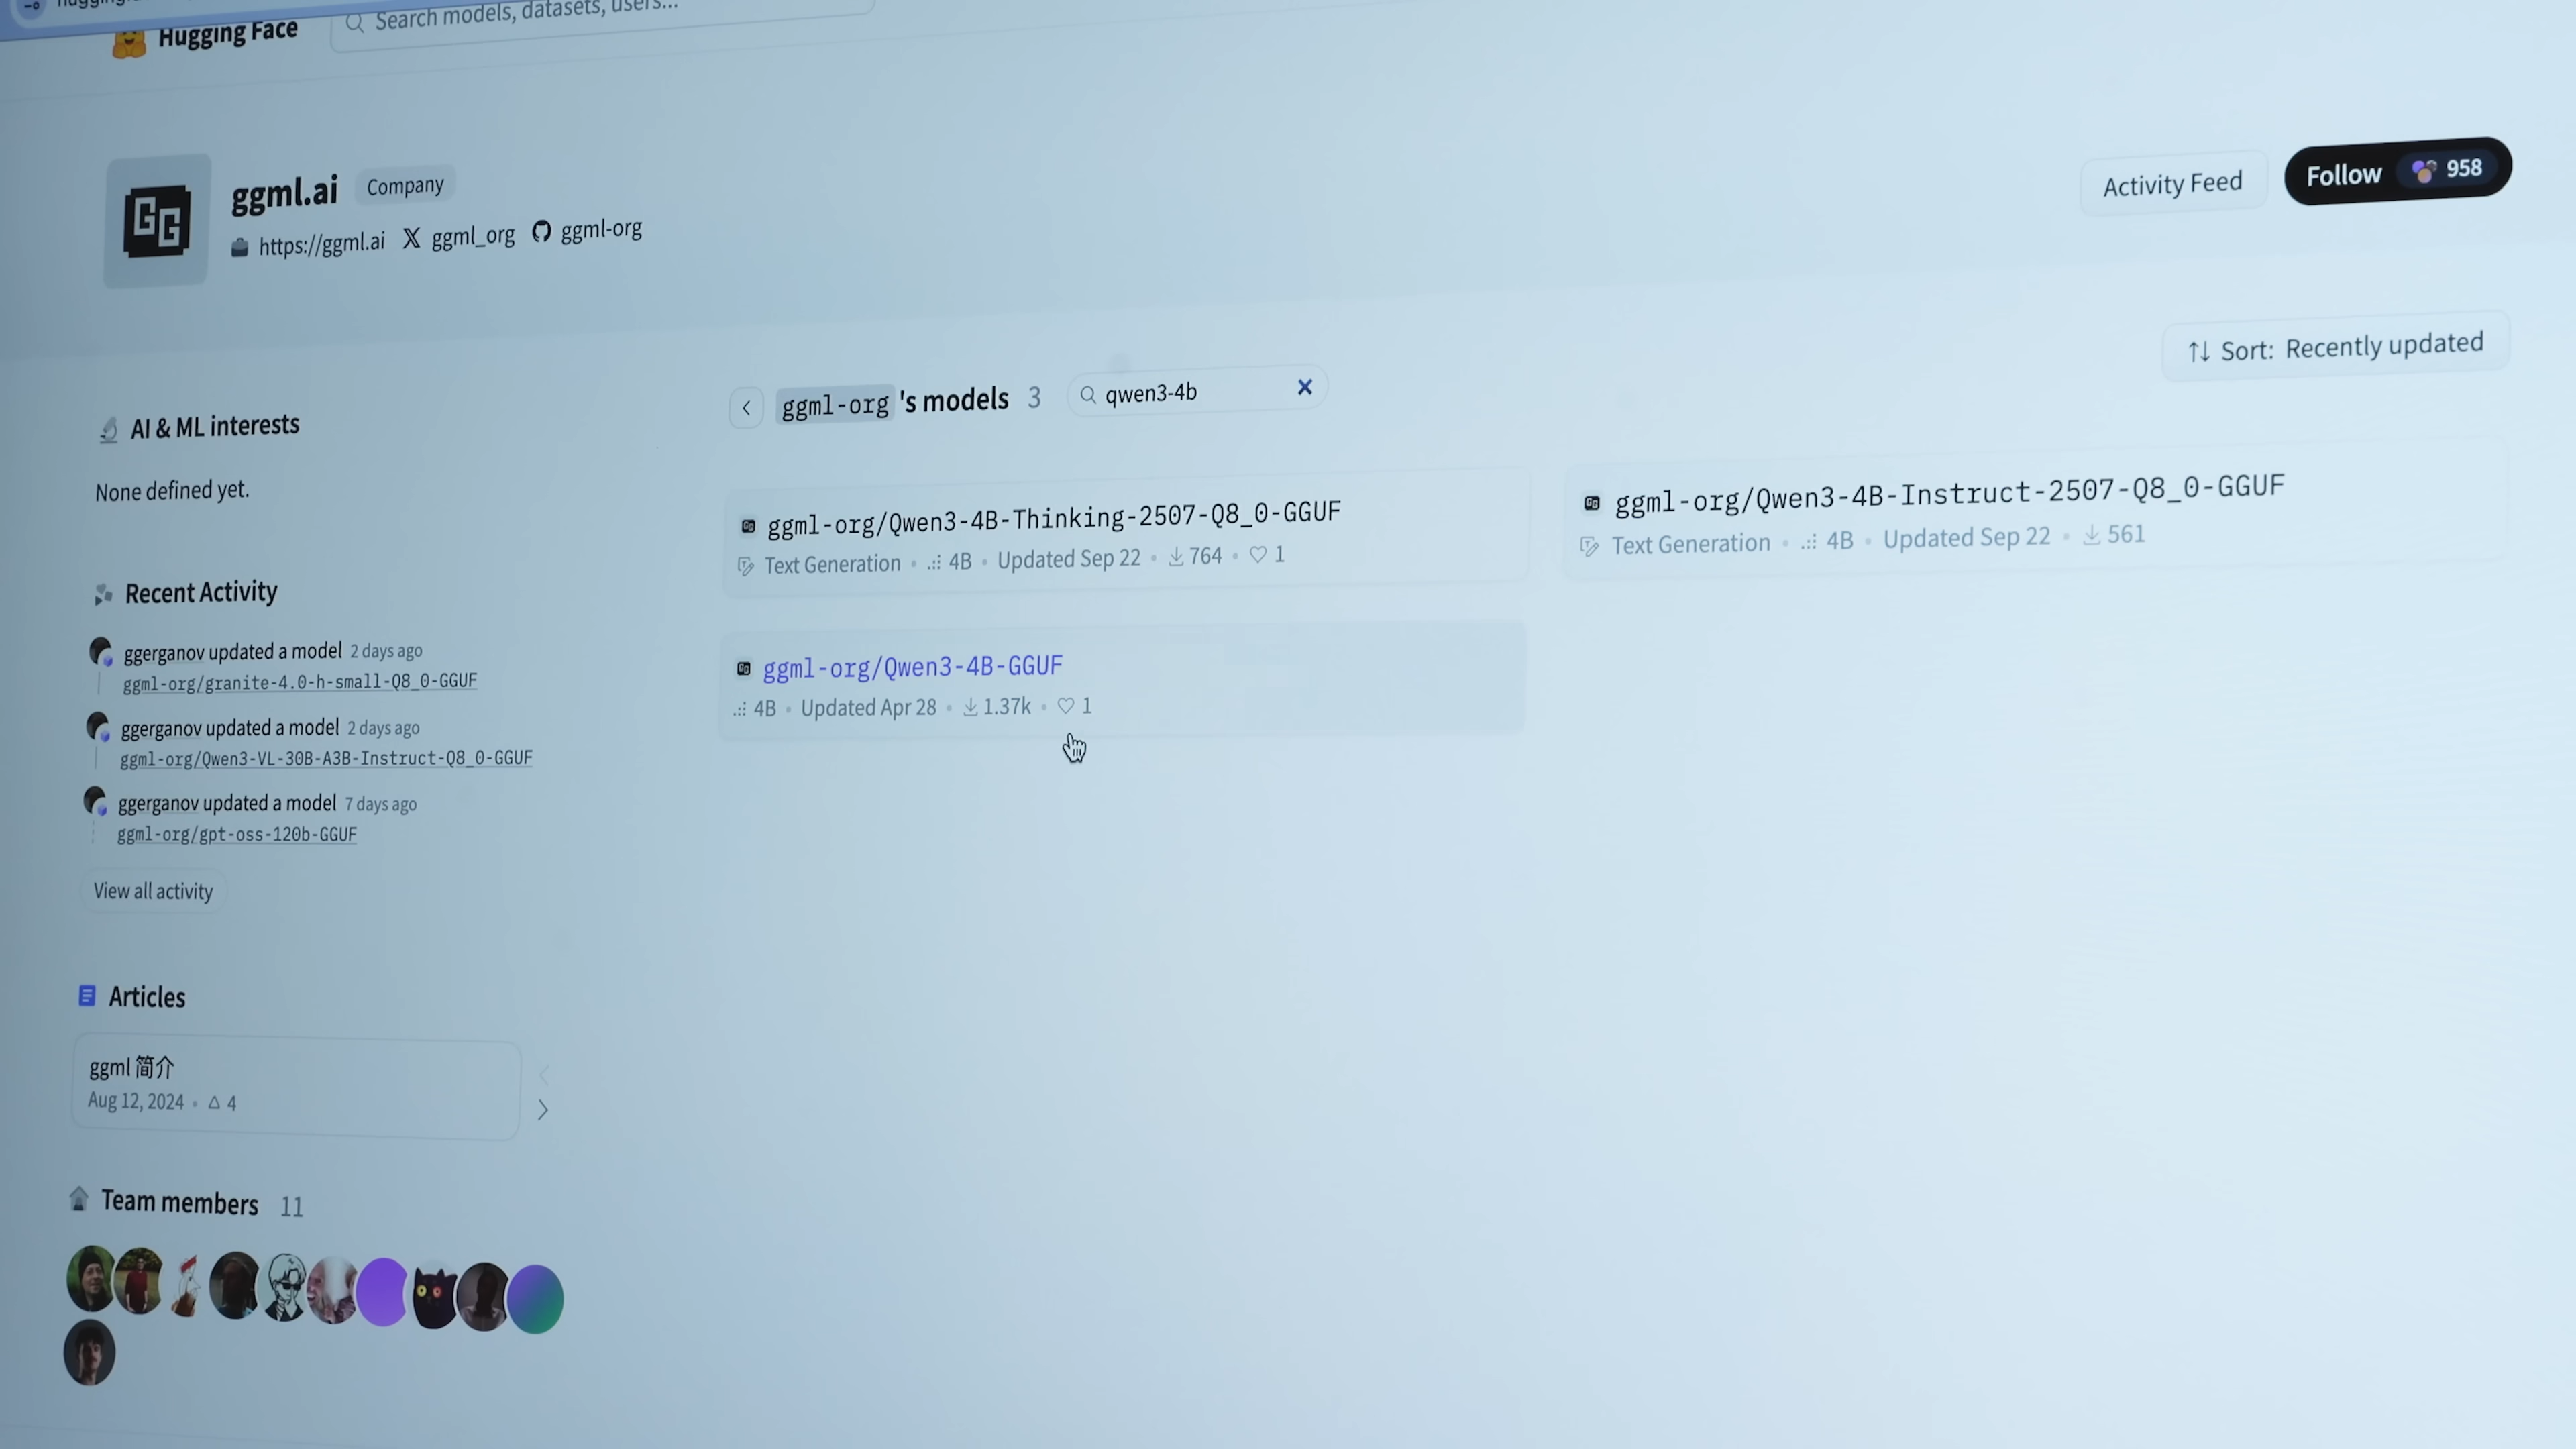 Hugging Face
Search models, datasets, users...
ggml.ai Company
https://ggml.ai ggml_org ggml-org
Activity Feed
Follow 958
AI & ML interests
None defined yet.
Recent Activity
ggerganov updated a model 2 days ago
ggml-org/granite-4.0-h-small-Q8_0-GGUF
ggerganov updated a model 2 days ago
ggml-org/Qwen3-VL-30B-A3B-Instruct-Q8_0-GGUF
ggerganov updated a model 7 days ago
ggml-org/gpt-oss-120b-GGUF
View all activity
Articles
ggml 简介
Aug 12, 2024 • 4
Team members 11
ggml-org 's models 3
qwen3-4b
Sort: Recently updated
ggml-org/Qwen3-4B-Thinking-2507-Q8_0-GGUF
Text Generation • 4B • Updated Sep 22 • 764 • 1
ggml-org/Qwen3-4B-Instruct-2507-Q8_0-GGUF
Text Generation • 4B • Updated Sep 22 • 561
ggml-org/Qwen3-4B-GGUF
4B • Updated Apr 28 • 1.37k • 1